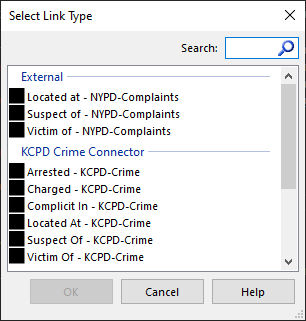 Select Link Type
Search:
External
Located at - NYPD-Complaints
Suspect of - NYPD-Complaints
Victim of - NYPD-Complaints
KCPD Crime Connector
Arrested - KCPD-Crime
Charged - KCPD-Crime
Complicit In - KCPD-Crime
Located At - KCPD-Crime
Suspect Of - KCPD-Crime
Victim Of - KCPD-Crime
OK Cancel Help